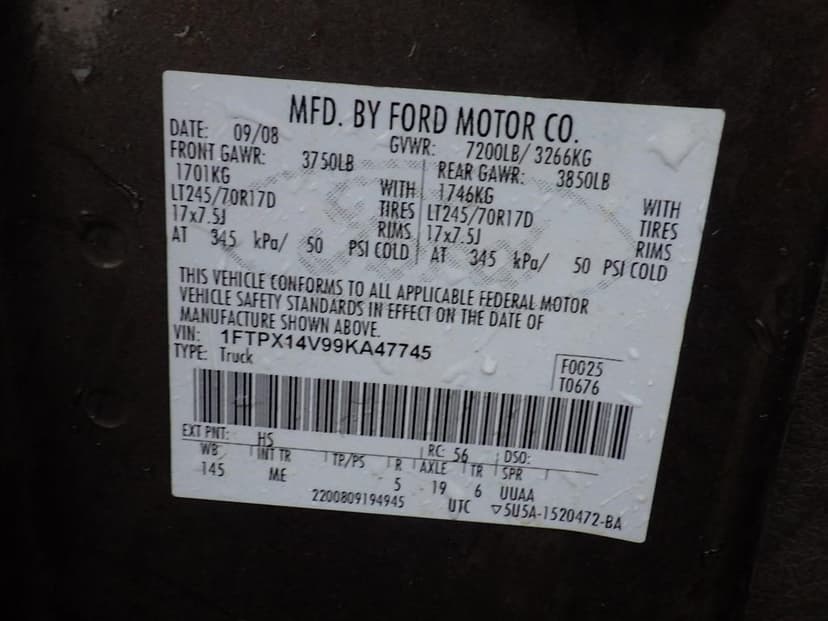 MFD. BY FORD MOTOR CO.
DATE: 09/08 GVWR: 7200LB/ 3266KG
FRONT GAWR: 3750LB REAR GAWR: 3850LB
1701KG WITH 1746KG WITH
LT245/70R17D TIRES LT245/70R17D TIRES
17x7.5J RIMS 17x7.5J RIMS
AT 345 kPa/ 50 PSI COLD AT 345 kPa/ 50 PSI COLD
THIS VEHICLE CONFORMS TO ALL APPLICABLE FEDERAL MOTOR
VEHICLE SAFETY STANDARDS IN EFFECT ON THE DATE OF
MANUFACTURE SHOWN ABOVE.
VIN: 1FTPX14V99KA47745
TYPE: Truck
F0025
T0676
EXT PNT: HS RC: 56 DSO:
WB INT TR TP/PS R AXLE TR SPR
145 ME 5 19 6 UUAA
2200809194945 UTC ▽5U5A-1520472-BA